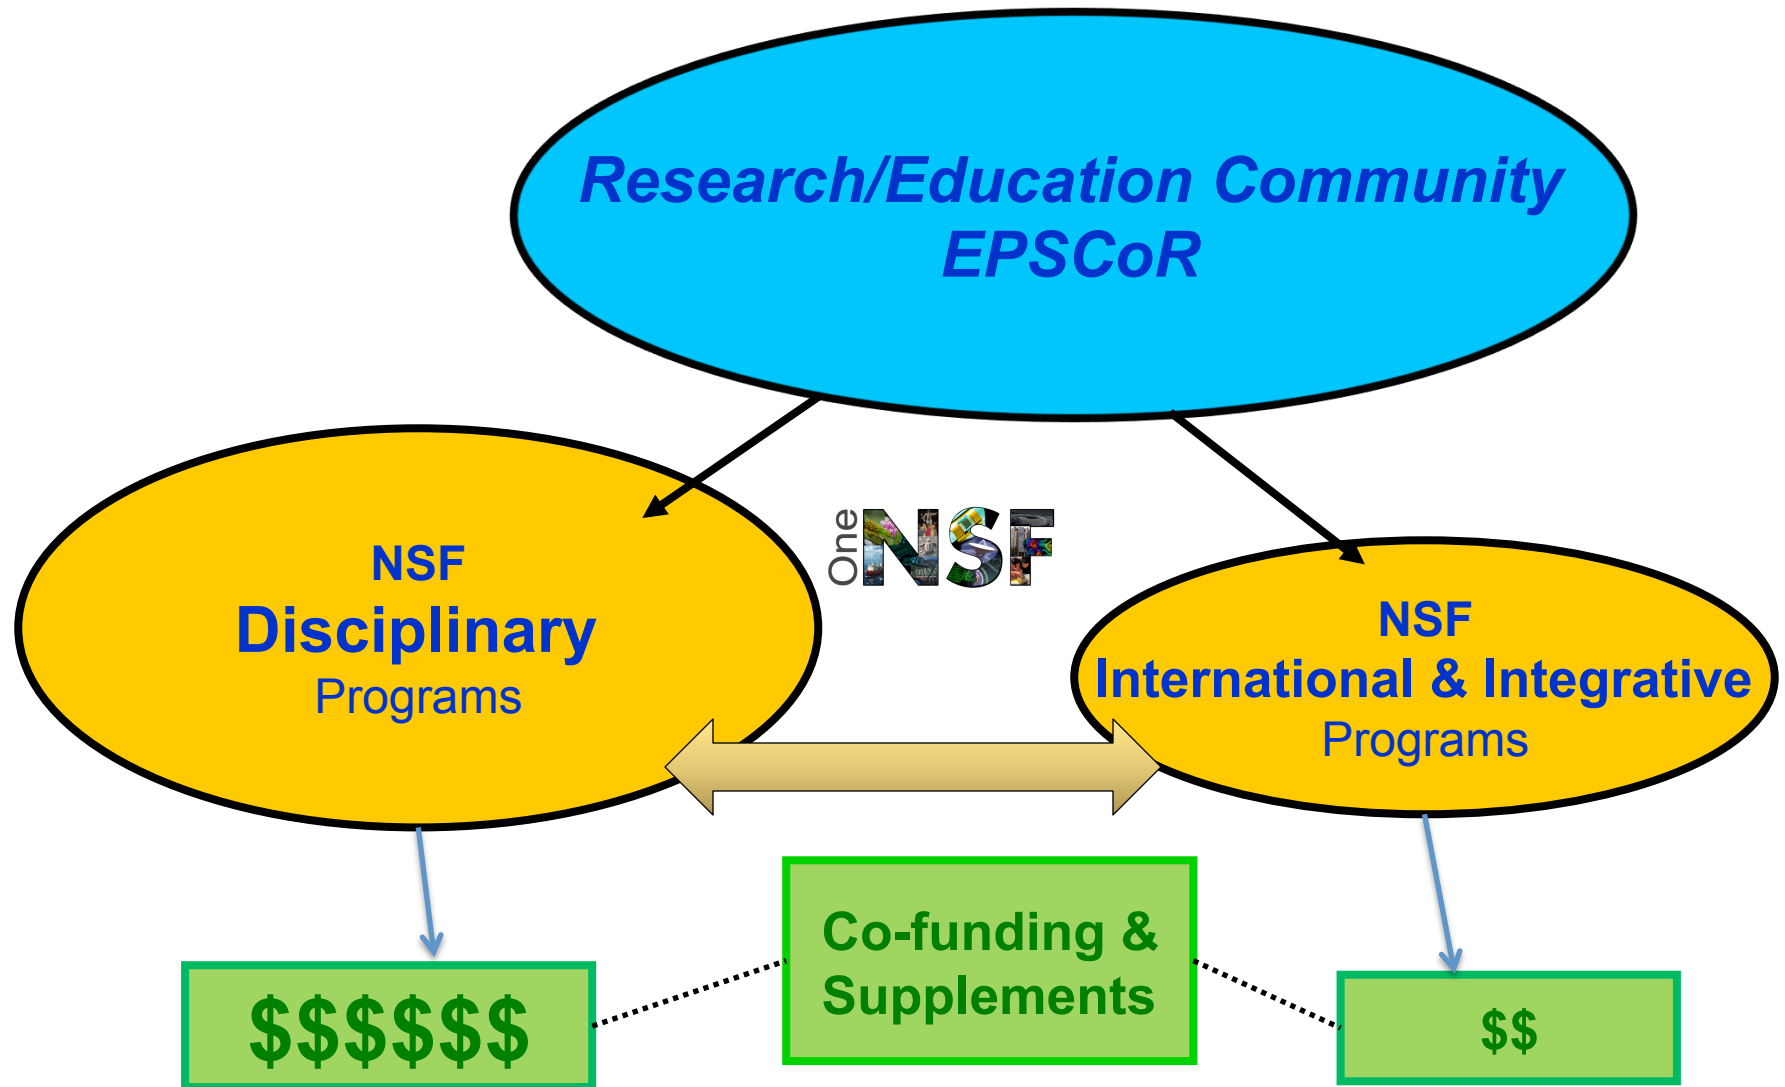 Research/Education Community
EPSCoR
One NSF
NSF
Disciplinary
Programs
NSF
International & Integrative
Programs
Co-funding &
Supplements
$$$$$$
$$